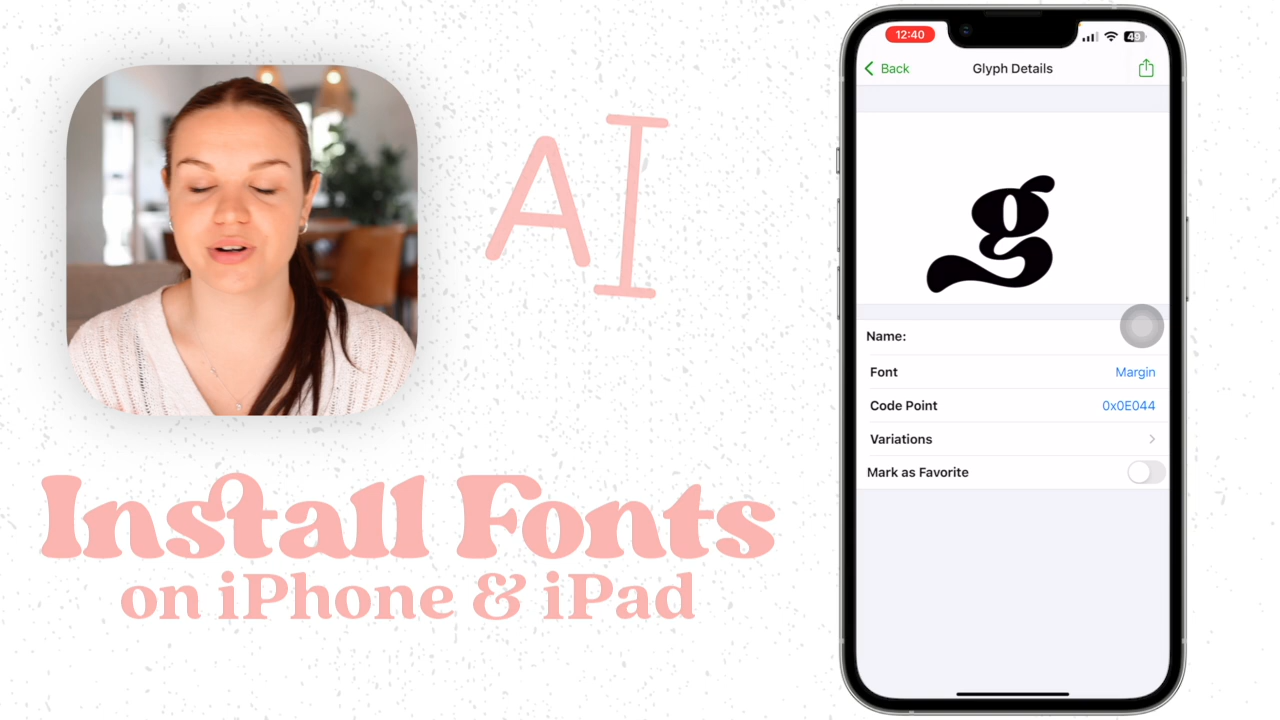 AI
Install Fonts
on iPhone & iPad
12:40
49
Back
Glyph Details
g
Name:
Font
Margin
Code Point
0x0E044
Variations
Mark as Favorite